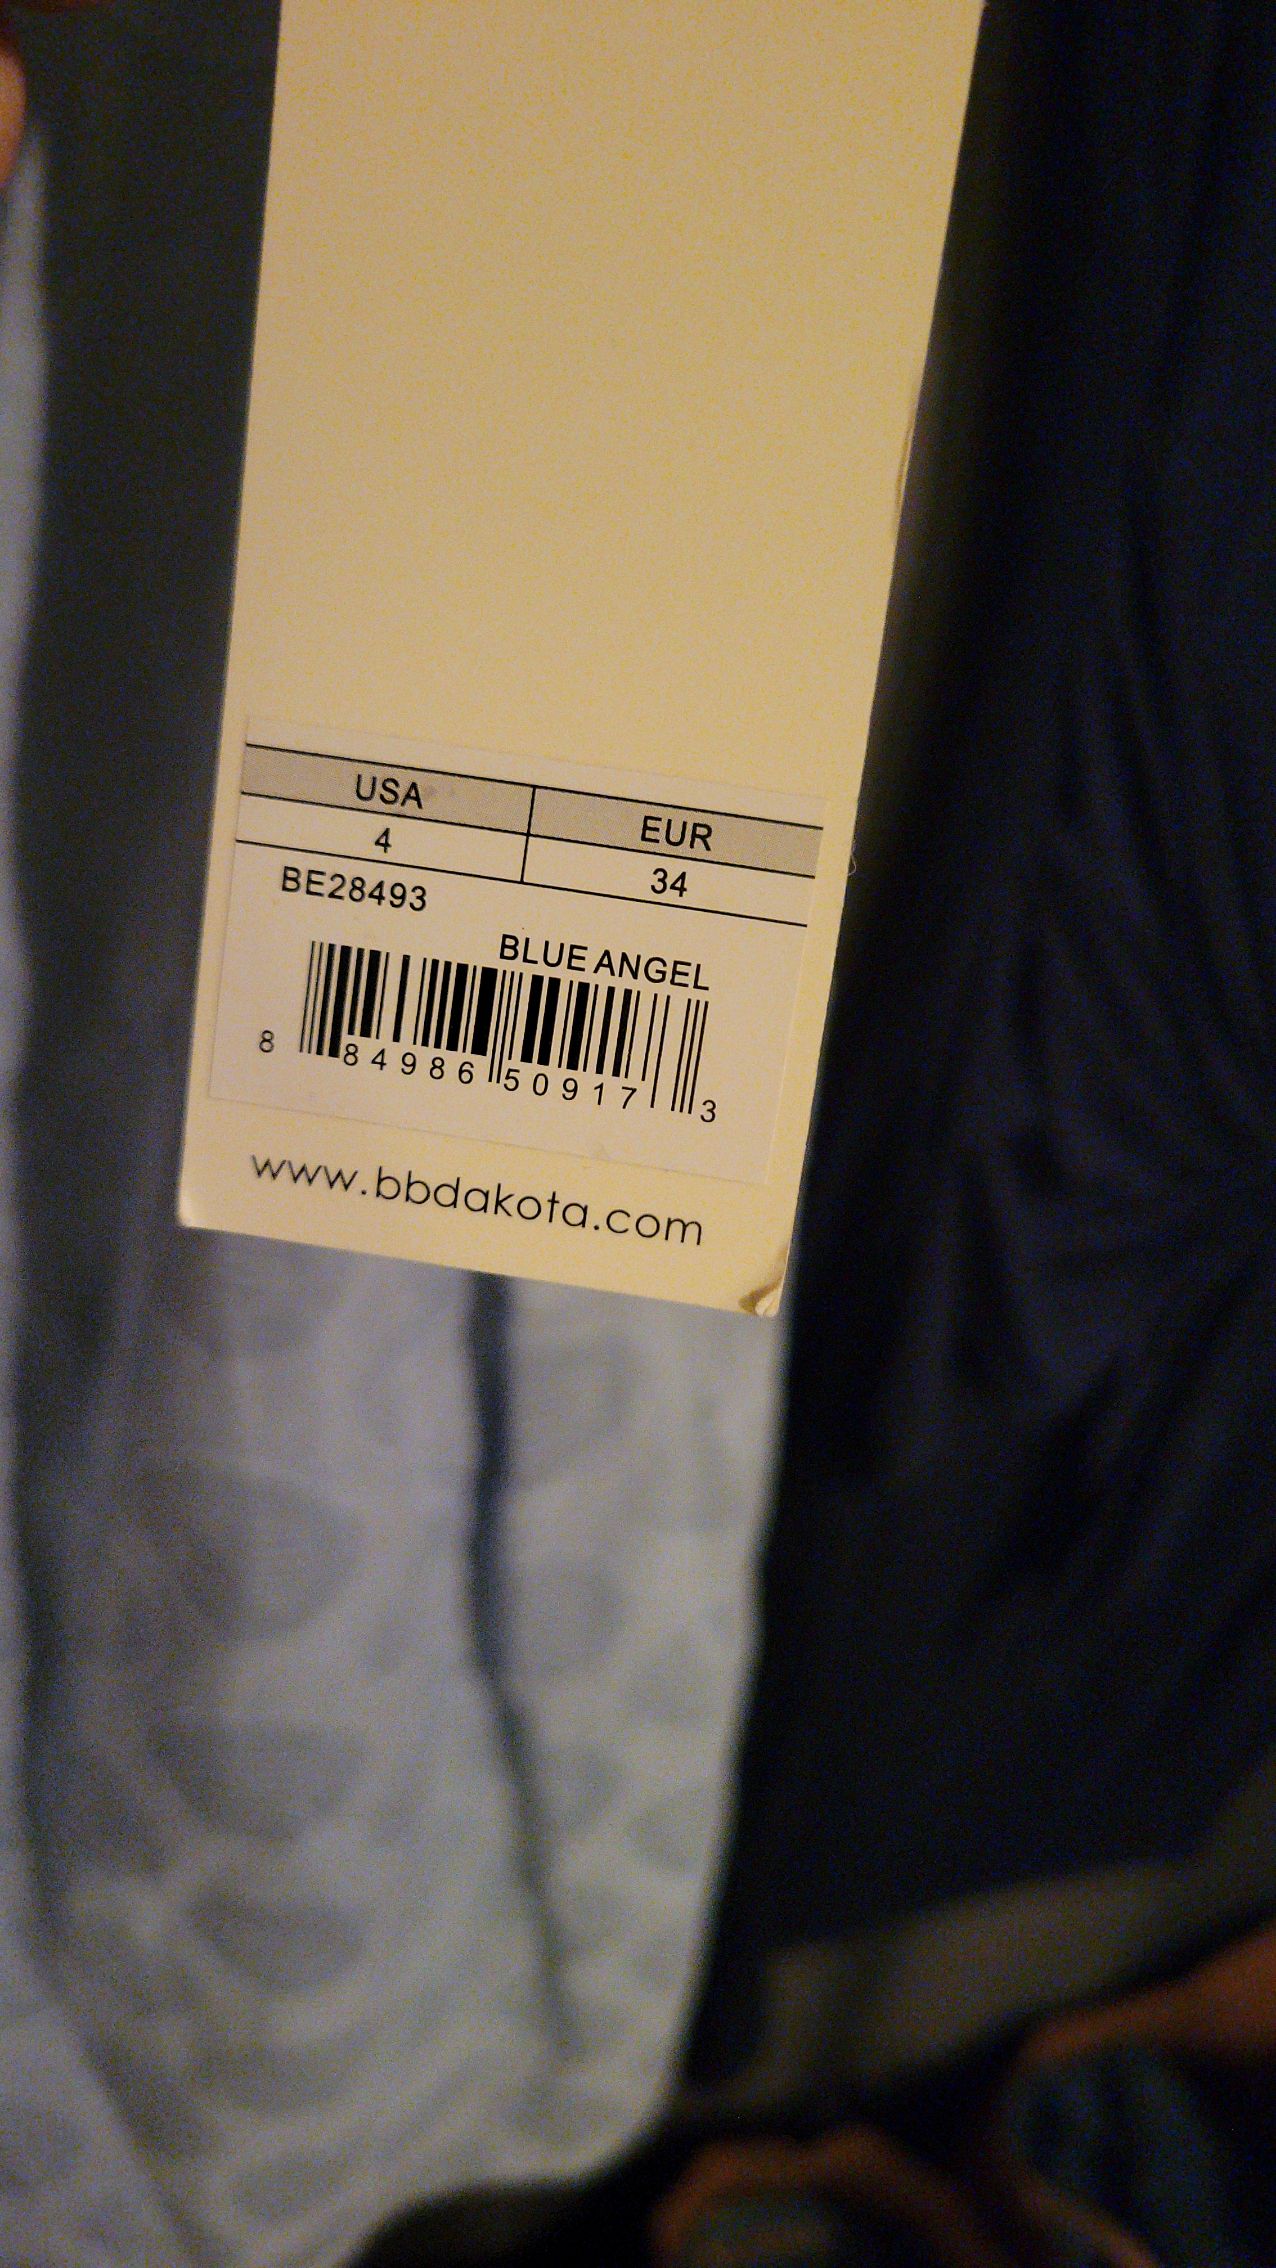 USA EUR
4 34
BE28493
BLUE ANGEL
8 84986 50917 3
www.bbdakota.com